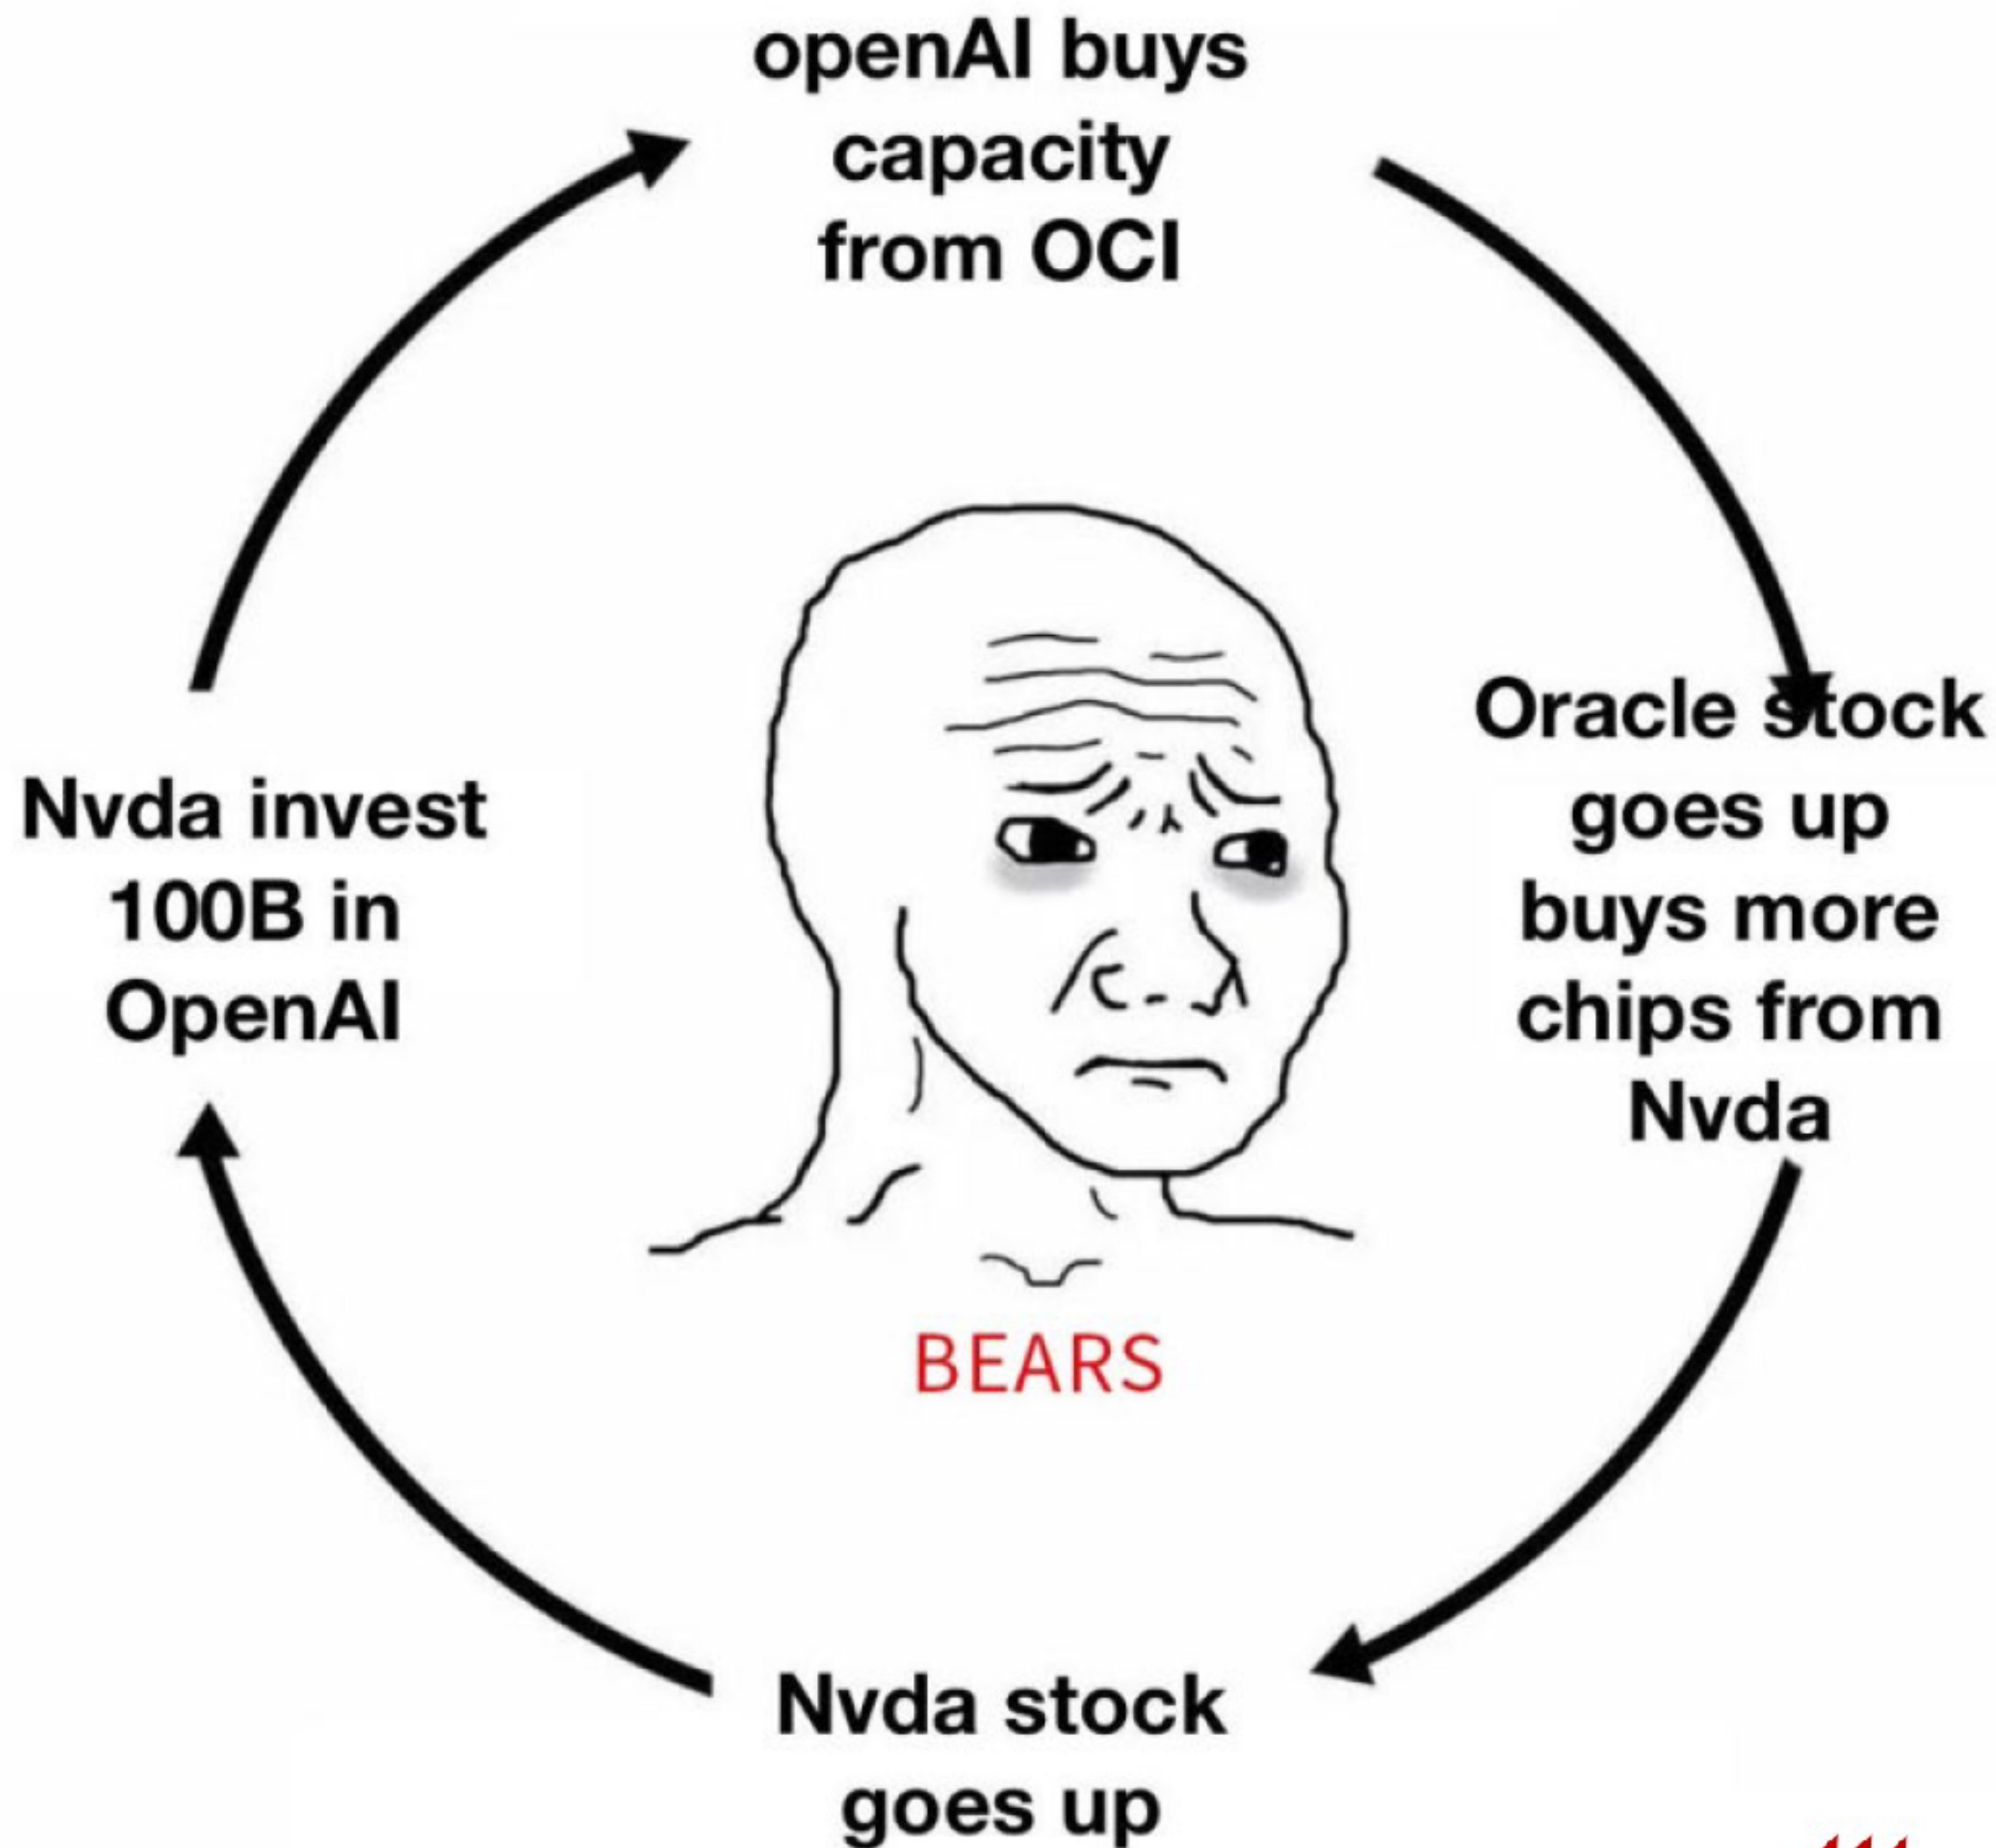 openAI buys
capacity
from OCI
Oracle stock
goes up
buys more
chips from
Nvda
Nvda stock
goes up
Nvda invest
100B in
OpenAI
BEARS